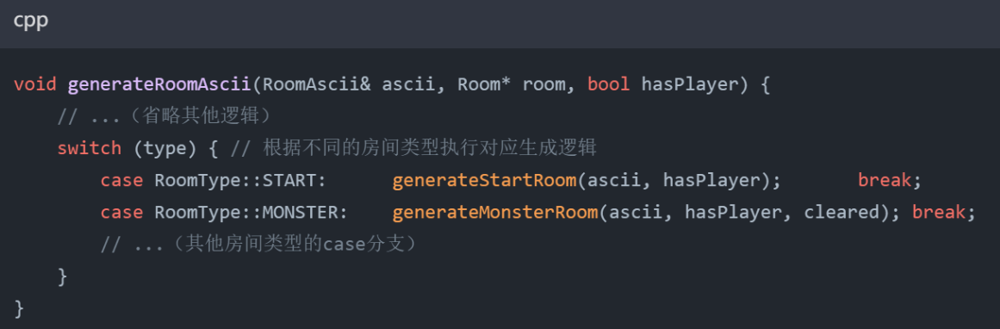 cpp
void generateRoomAscii(RoomAscii& ascii, Room* room, bool hasPlayer) {
    // ...（省略其他逻辑）
    switch (type) { // 根据不同的房间类型执行对应生成逻辑
        case RoomType::START:      generateStartRoom(ascii, hasPlayer);       break;
        case RoomType::MONSTER:    generateMonsterRoom(ascii, hasPlayer, cleared); break;
        // ...（其他房间类型的case分支）
    }
}